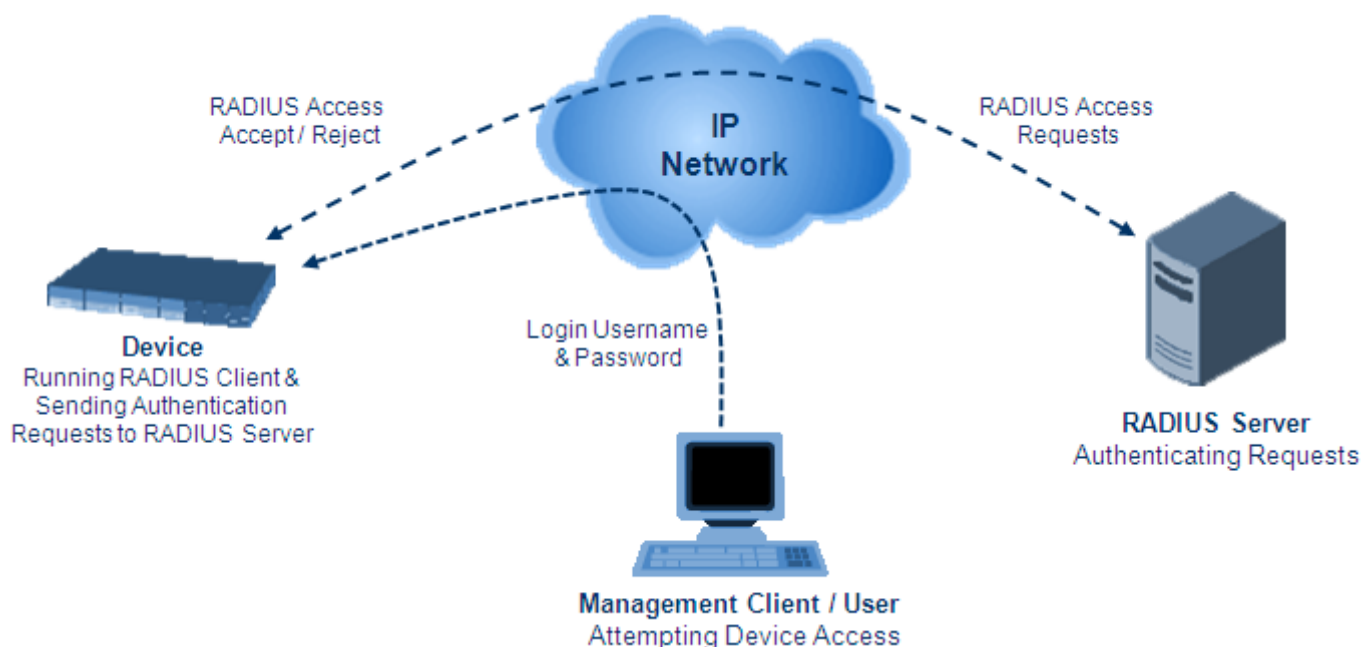 RADIUS Access
Accept / Reject
IP
Network
RADIUS Access
Requests
Login Username
& Password
Device
Running RADIUS Client &
Sending Authentication
Requests to RADIUS Server
RADIUS Server
Authenticating Requests
Management Client / User
Attempting Device Access